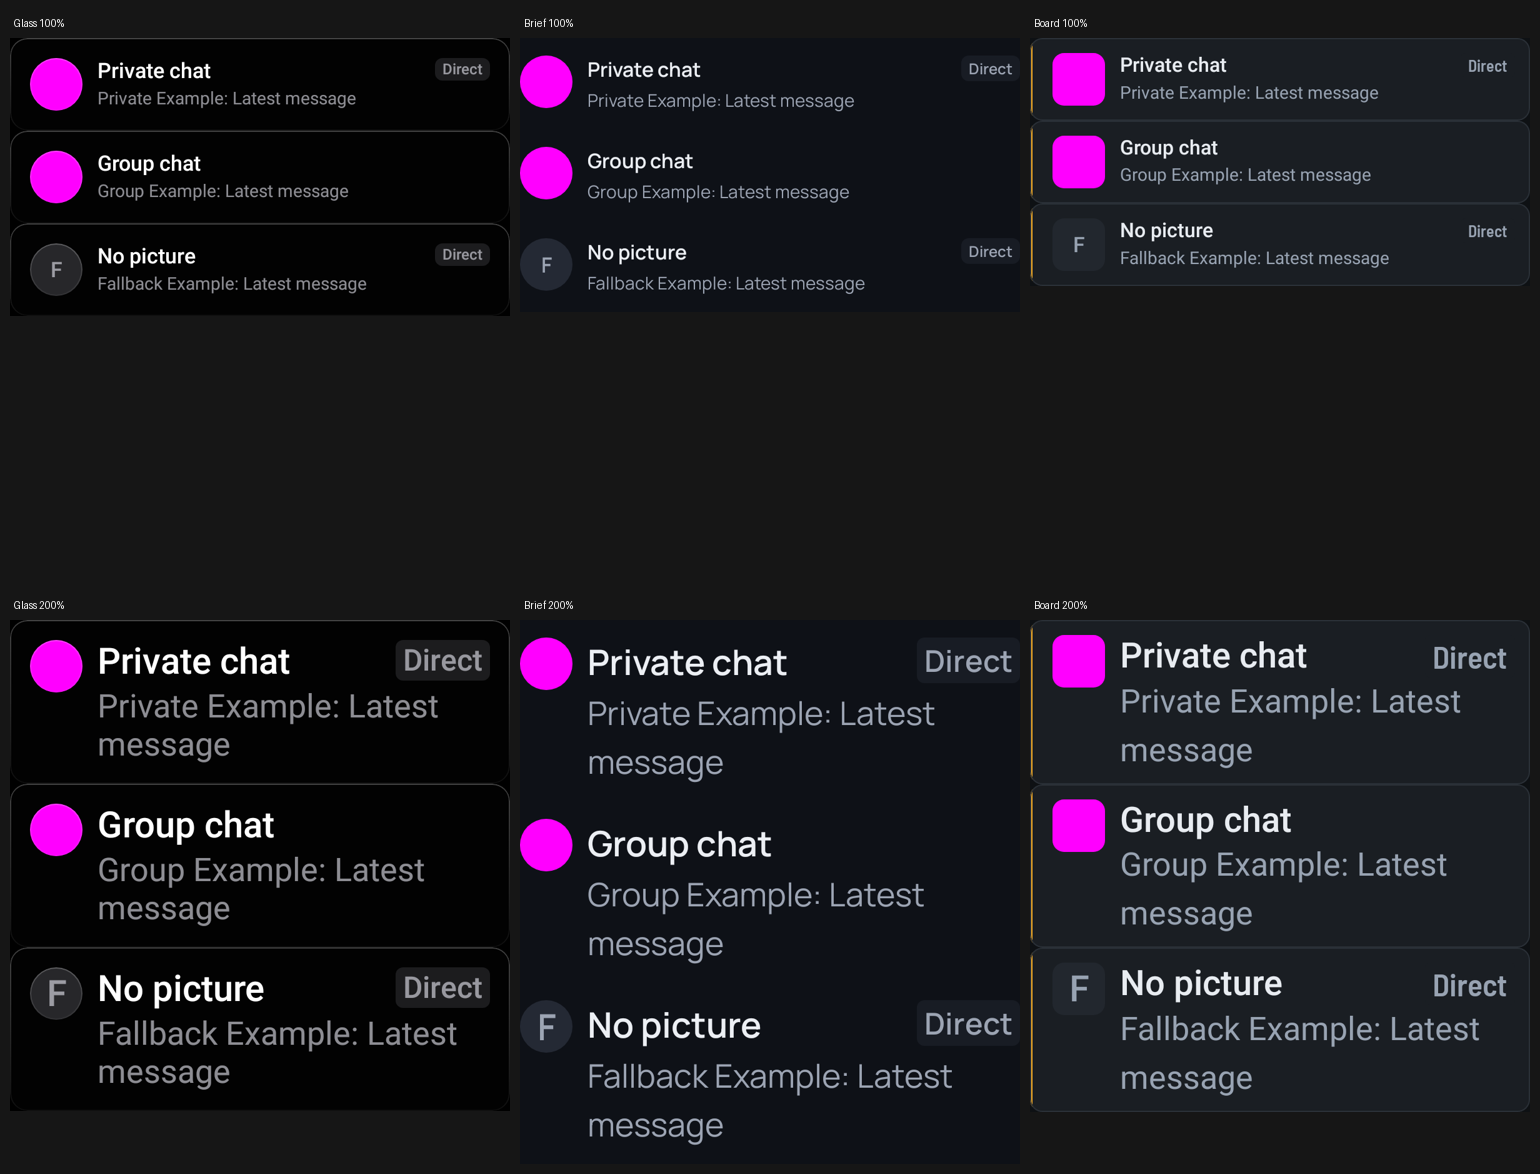 Glass 100%
Private chat
Direct
Private Example: Latest message
Group chat
Group Example: Latest message
F
No picture
Direct
Fallback Example: Latest message
Brief 100%
Private chat
Direct
Private Example: Latest message
Group chat
Group Example: Latest message
F
No picture
Direct
Fallback Example: Latest message
Board 100%
Private chat
Direct
Private Example: Latest message
Group chat
Group Example: Latest message
F
No picture
Direct
Fallback Example: Latest message
Glass 200%
Private chat
Direct
Private Example: Latest
message
Group chat
Group Example: Latest
message
F
No picture
Direct
Fallback Example: Latest
message
Brief 200%
Private chat
Direct
Private Example: Latest
message
Group chat
Group Example: Latest
message
F
No picture
Direct
Fallback Example: Latest
message
Board 200%
Private chat
Direct
Private Example: Latest
message
Group chat
Group Example: Latest
message
F
No picture
Direct
Fallback Example: Latest
message